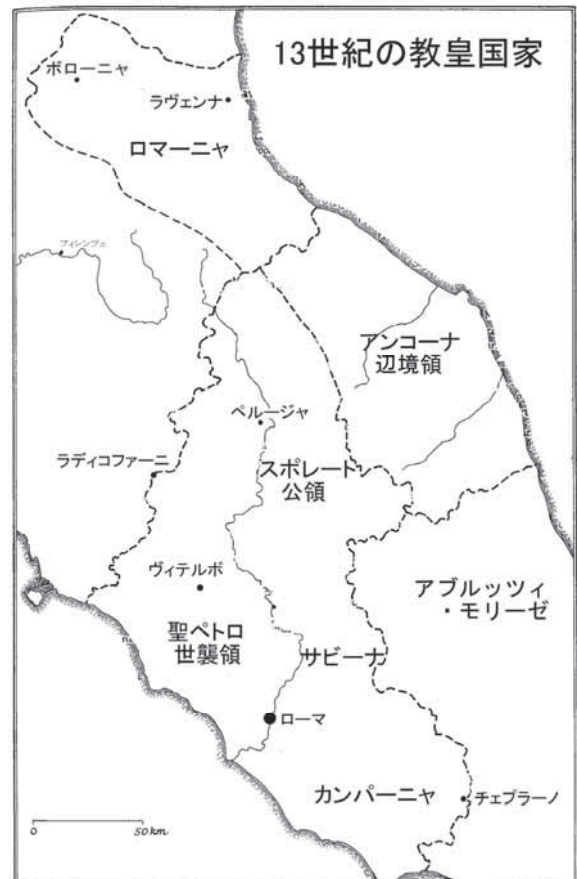 13世紀の教皇国家
ボローニャ
ラヴェンナ
ロマーニャ
フィレンツェ
アンコーナ
辺境領
ペルージャ
ラディコファーニ
スポレート
公領
ヴィテルボ
アブルッツィ
・モリーゼ
聖ペトロ
世襲領
サビーナ
ローマ
カンパーニャ
チェプラーノ
0 50km